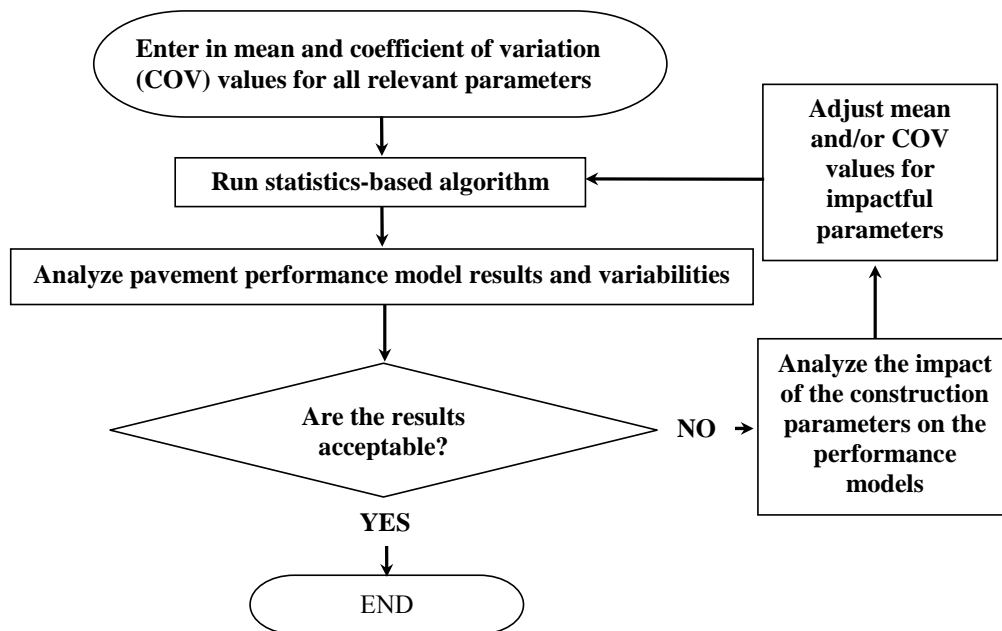 Enter in mean and coefficient of variation
(COV) values for all relevant parameters
Run statistics-based algorithm
Analyze pavement performance model results and variabilities
Are the results
acceptable?
NO
Analyze the impact
of the construction
parameters on the
performance
models
Adjust mean
and/or COV
values for
impactful
parameters
YES
END